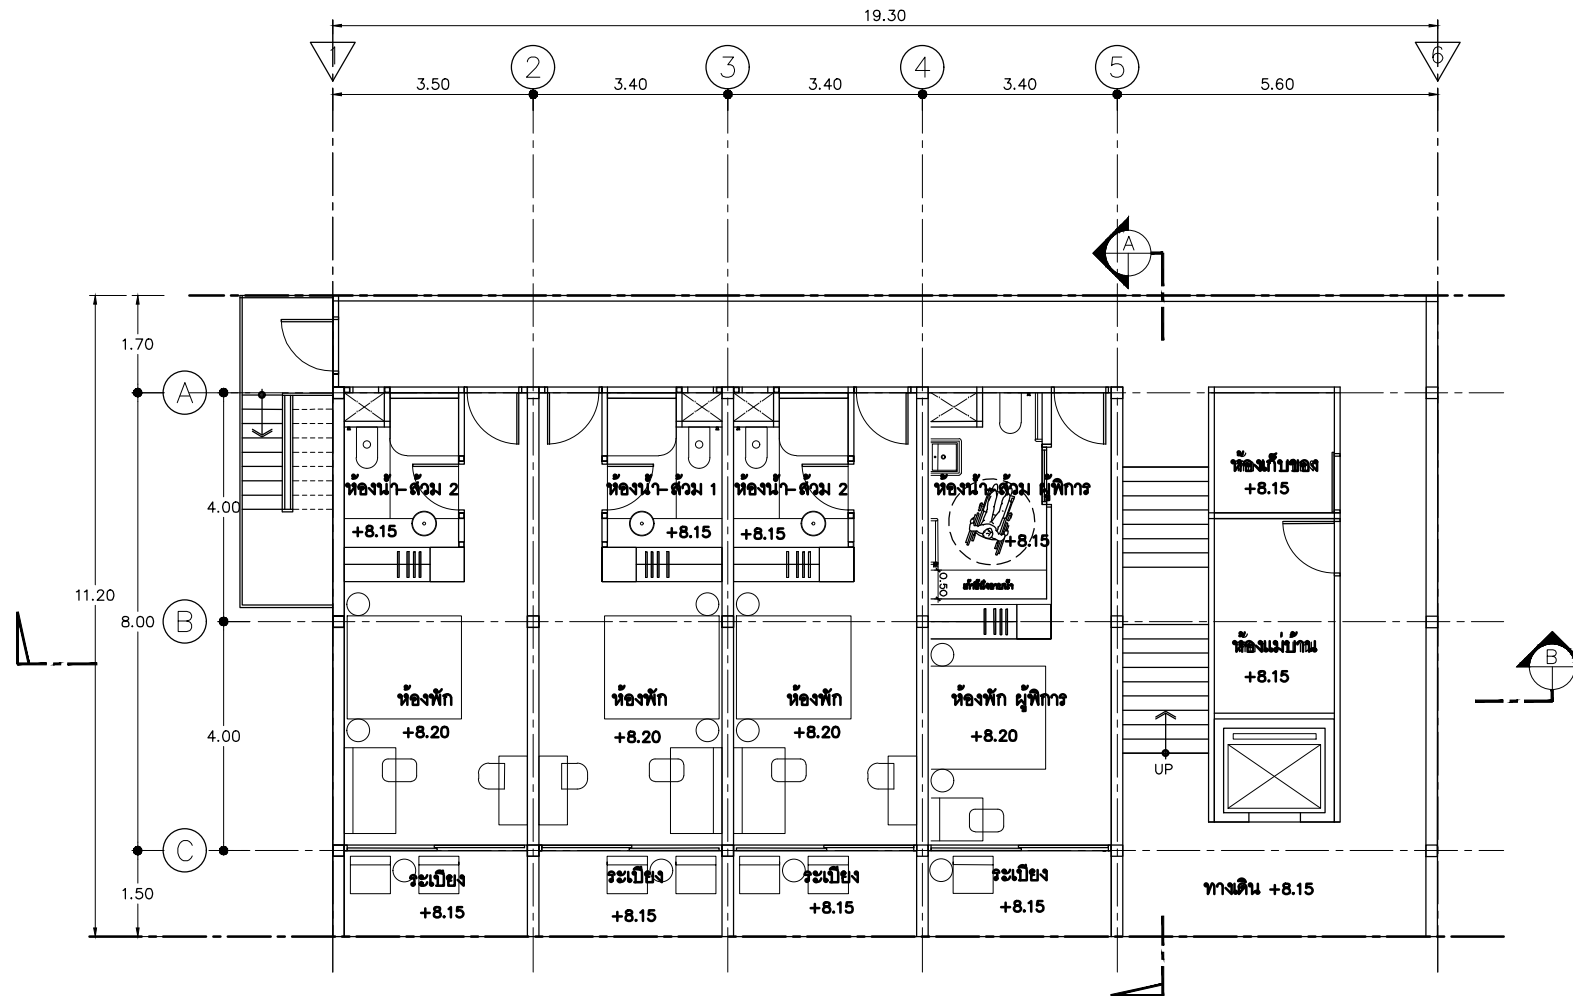 19.30
1 2 3 4 5 6
3.50 3.40 3.40 3.40 5.60
A
1.70
A
ห้องเก็บของ
+8.15
ห้องน้ำ-ส้วม 2 ห้องน้ำ-ส้วม 1 ห้องน้ำ-ส้วม 2 ห้องน้ำ-ส้วม ผู้พิการ
4.00
+8.15 +8.15 +8.15 +8.15
0.50
11.20
8.00
B
ห้องแม่บ้าน
+8.15
B
ห้องพัก ห้องพัก ห้องพัก ห้องพัก ผู้พิการ
+8.20 +8.20 +8.20 +8.20
4.00
UP
C
ระเบียง ระเบียง ระเบียง ระเบียง
1.50
ทางเดิน +8.15
+8.15 +8.15 +8.15 +8.15